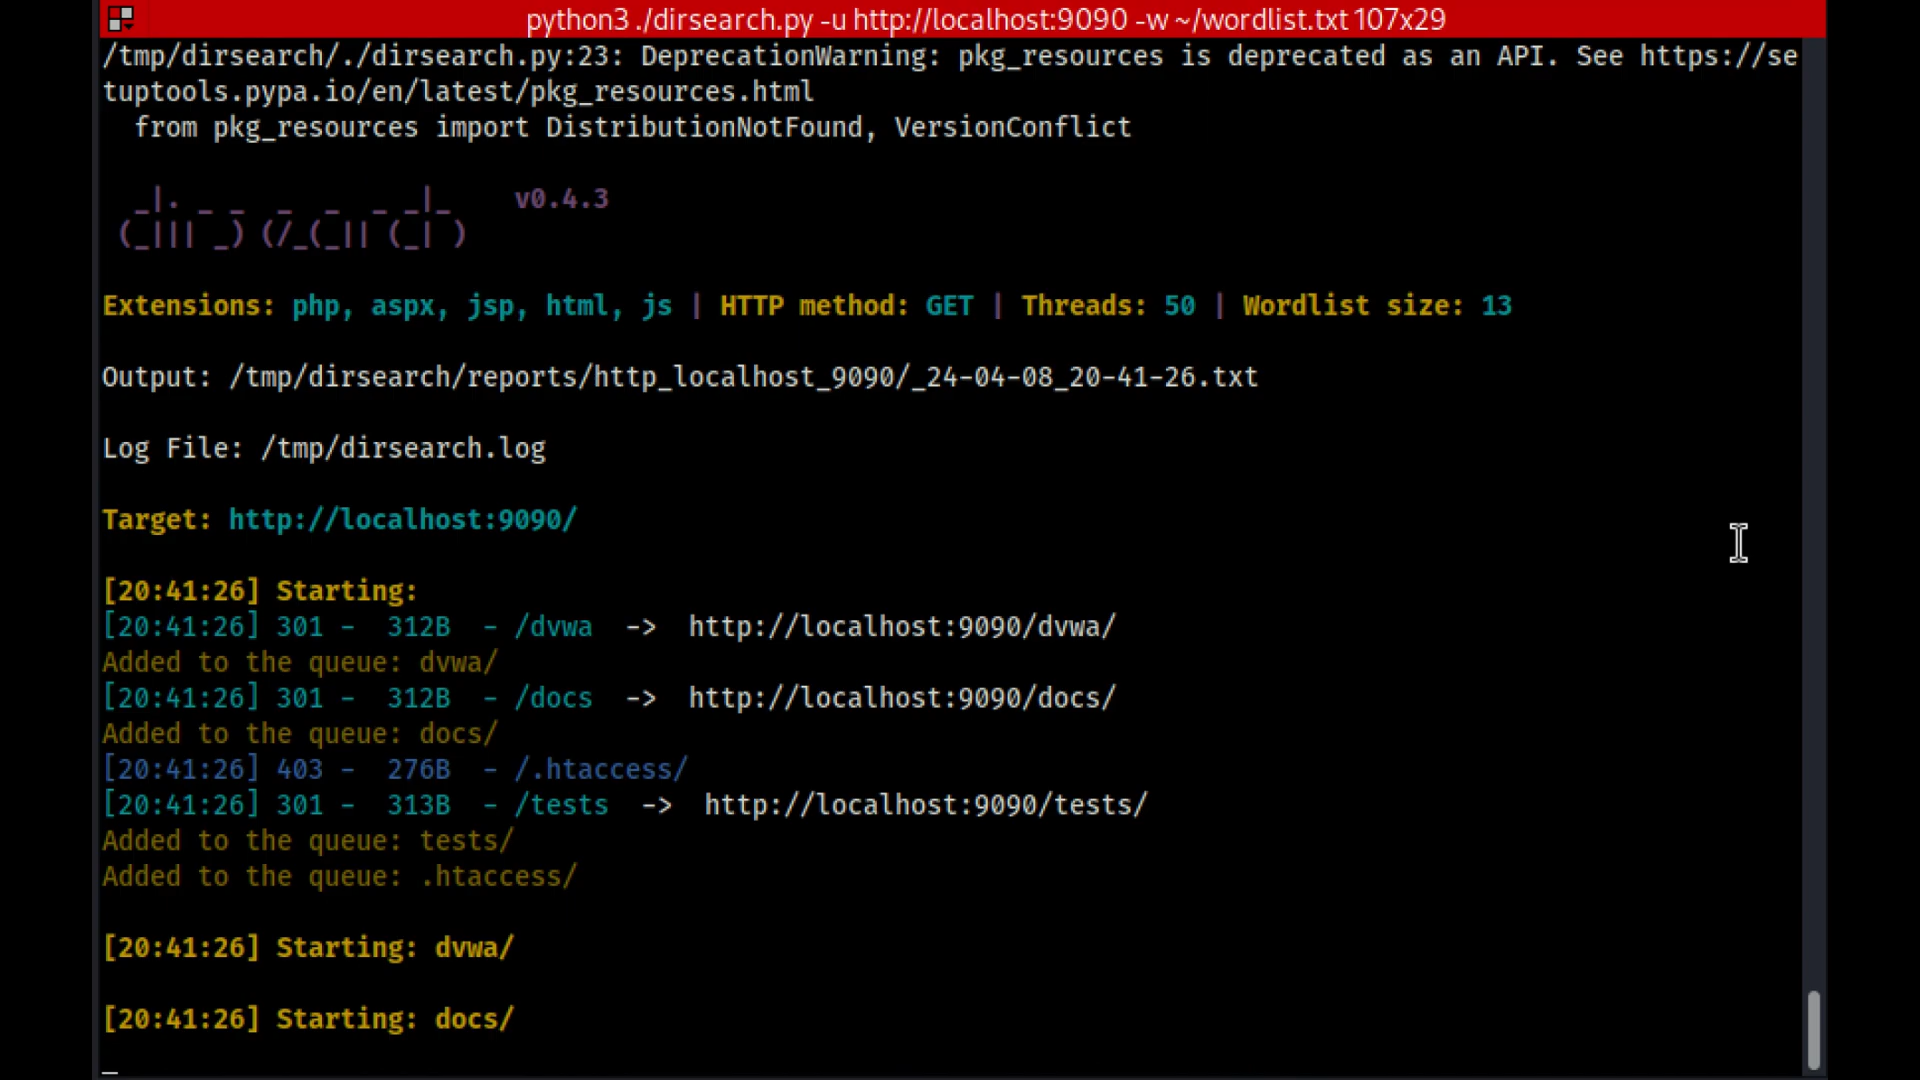 python3 ./dirsearch.py -u http://localhost:9090 -w ~/wordlist.txt 107x29
/tmp/dirsearch/./dirsearch.py:23: DeprecationWarning: pkg_resources is deprecated as an API. See https://se
tuptools.pypa.io/en/latest/pkg_resources.html
  from pkg_resources import DistributionNotFound, VersionConflict
  _|. _ _  _  _  _ _|_    v0.4.3
 (_||| _) (/_(_|| (_| )
Extensions: php, aspx, jsp, html, js | HTTP method: GET | Threads: 50 | Wordlist size: 13
Output: /tmp/dirsearch/reports/http_localhost_9090/_24-04-08_20-41-26.txt
Log File: /tmp/dirsearch.log
Target: http://localhost:9090/
[20:41:26] Starting:
[20:41:26] 301 -  312B  - /dvwa  ->  http://localhost:9090/dvwa/
Added to the queue: dvwa/
[20:41:26] 301 -  312B  - /docs  ->  http://localhost:9090/docs/
Added to the queue: docs/
[20:41:26] 403 -  276B  - /.htaccess/
[20:41:26] 301 -  313B  - /tests  ->  http://localhost:9090/tests/
Added to the queue: tests/
Added to the queue: .htaccess/
[20:41:26] Starting: dvwa/
[20:41:26] Starting: docs/